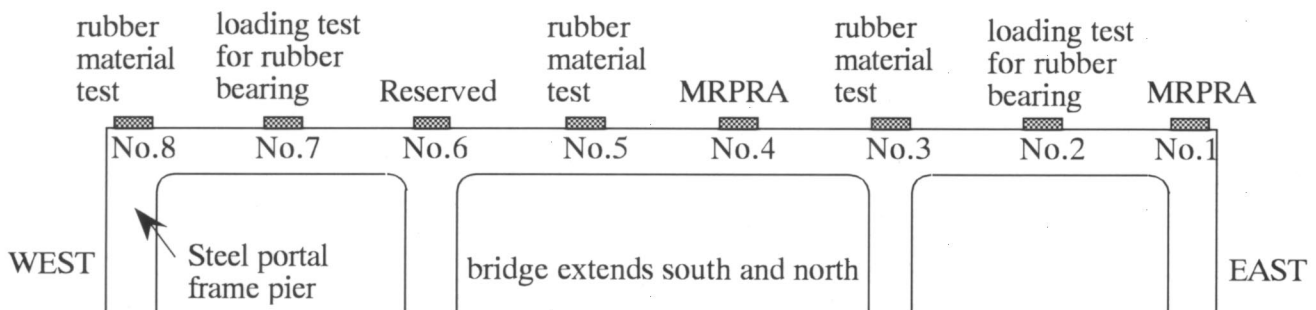 rubber
material
test
loading test
for rubber
bearing
Reserved
rubber
material
test
MRPRA
rubber
material
test
loading test
for rubber
bearing
MRPRA
No.8
No.7
No.6
No.5
No.4
No.3
No.2
No.1
WEST
Steel portal
frame pier
bridge extends south and north
EAST